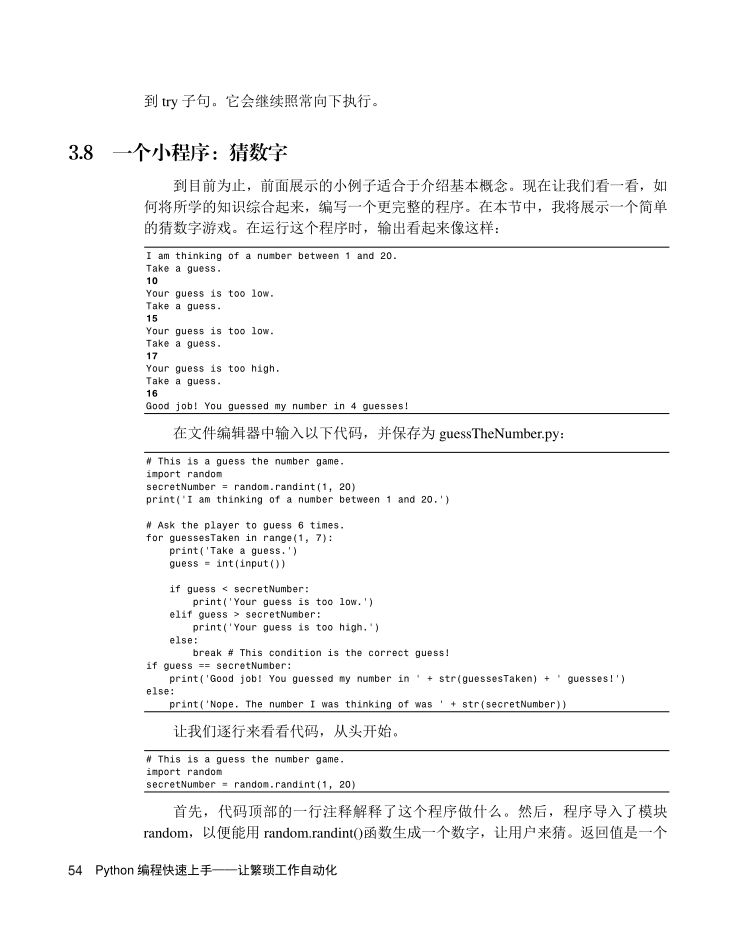 到 try 子句。它会继续照常向下执行。
3.8 一个小程序：猜数字
到目前为止，前面展示的小例子适合于介绍基本概念。现在让我们看一看，如
何将所学的知识综合起来，编写一个更完整的程序。在本节中，我将展示一个简单
的猜数字游戏。在运行这个程序时，输出看起来像这样：
I am thinking of a number between 1 and 20.
Take a guess.
10
Your guess is too low.
Take a guess.
15
Your guess is too low.
Take a guess.
17
Your guess is too high.
Take a guess.
16
Good job! You guessed my number in 4 guesses!
在文件编辑器中输入以下代码，并保存为 guessTheNumber.py：
# This is a guess the number game.
import random
secretNumber = random.randint(1, 20)
print('I am thinking of a number between 1 and 20.')
# Ask the player to guess 6 times.
for guessesTaken in range(1, 7):
    print('Take a guess.')
    guess = int(input())
    if guess < secretNumber:
        print('Your guess is too low.')
    elif guess > secretNumber:
        print('Your guess is too high.')
    else:
        break # This condition is the correct guess!
if guess == secretNumber:
    print('Good job! You guessed my number in ' + str(guessesTaken) + ' guesses!')
else:
    print('Nope. The number I was thinking of was ' + str(secretNumber))
让我们逐行来看看代码，从头开始。
# This is a guess the number game.
import random
secretNumber = random.randint(1, 20)
首先，代码顶部的一行注释解释了这个程序做什么。然后，程序导入了模块
random，以便能用 random.randint()函数生成一个数字，让用户来猜。返回值是一个
54 Python 编程快速上手——让繁琐工作自动化